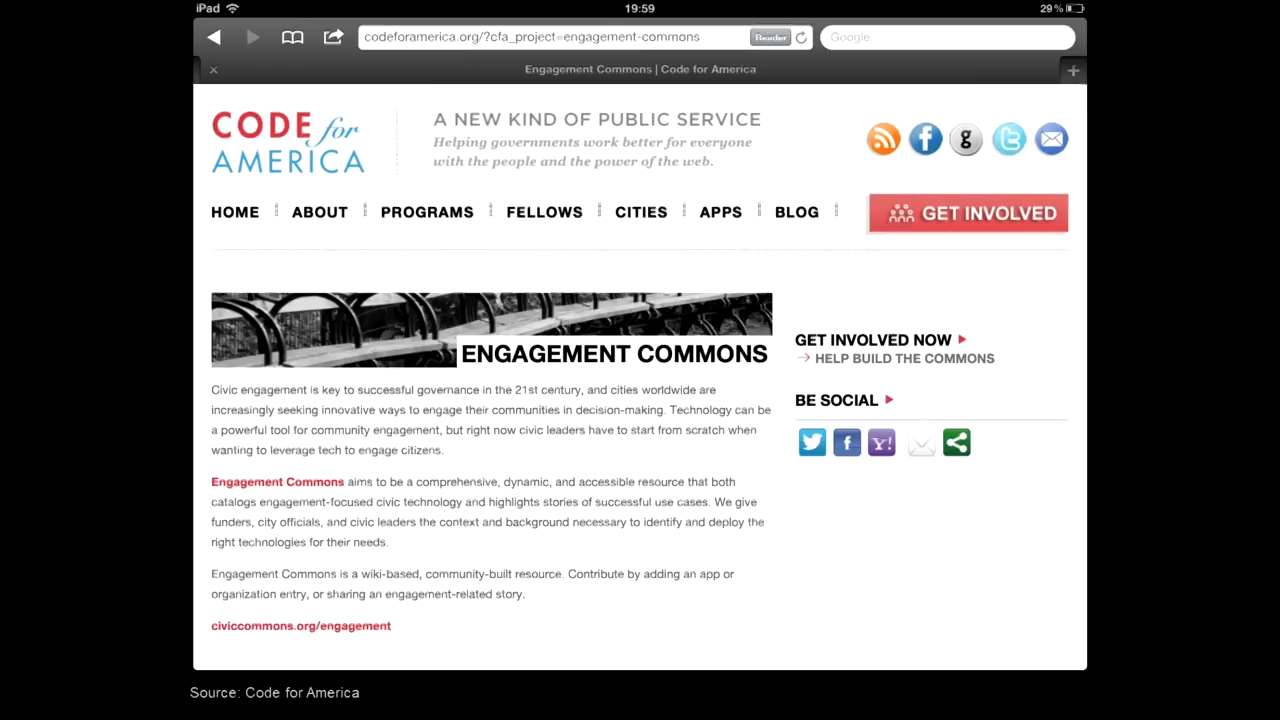 iPad
19:59
29%
codeforamerica.org/?cfa_project=engagement-commons
Reader
Google
Engagement Commons | Code for America
CODE for
AMERICA
A NEW KIND OF PUBLIC SERVICE
Helping governments work better for everyone
with the people and the power of the web.
HOME
ABOUT
PROGRAMS
FELLOWS
CITIES
APPS
BLOG
GET INVOLVED
ENGAGEMENT COMMONS
Civic engagement is key to successful governance in the 21st century, and cities worldwide are
increasingly seeking innovative ways to engage their communities in decision-making. Technology can be
a powerful tool for community engagement, but right now civic leaders have to start from scratch when
wanting to leverage tech to engage citizens.
Engagement Commons aims to be a comprehensive, dynamic, and accessible resource that both
catalogs engagement-focused civic technology and highlights stories of successful use cases. We give
funders, city officials, and civic leaders the context and background necessary to identify and deploy the
right technologies for their needs.
Engagement Commons is a wiki-based, community-built resource. Contribute by adding an app or
organization entry, or sharing an engagement-related story.
civiccommons.org/engagement
GET INVOLVED NOW
HELP BUILD THE COMMONS
BE SOCIAL
Source: Code for America